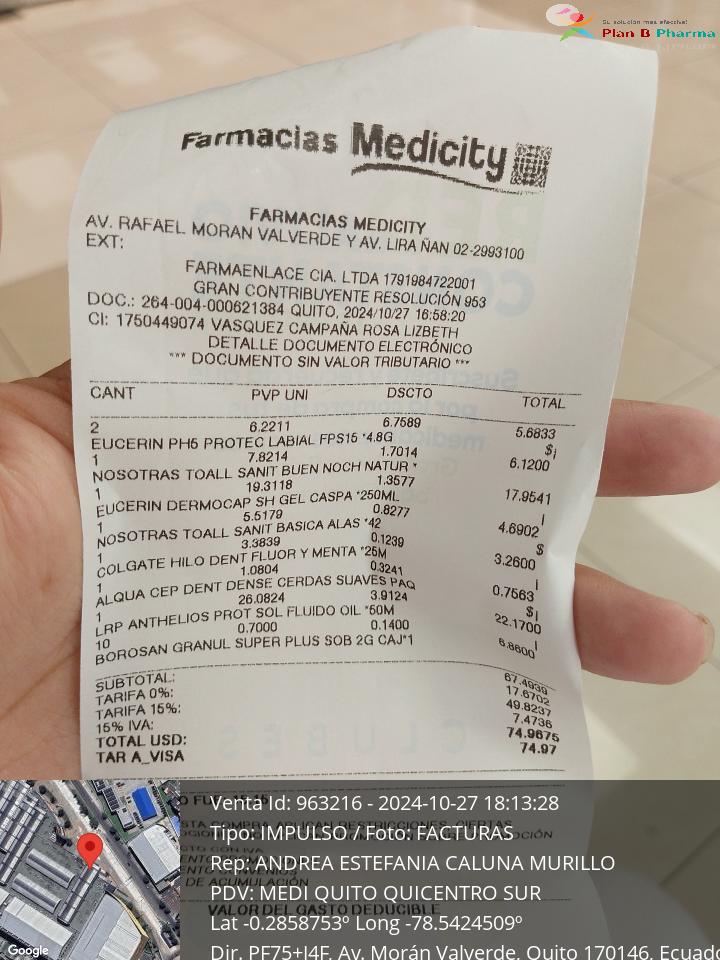 Su solución más efectiva!
Plan B Pharma
Farmacias Medicity
FARMACIAS MEDICITY
AV. RAFAEL MORAN VALVERDE Y AV. LIRA ÑAN 02-2993100
EXT:
FARMAENLACE CIA. LTDA 1791984722001
GRAN CONTRIBUYENTE RESOLUCIÓN 953
DOC.: 264-004-000621384 QUITO, 2024/10/27 16:58:20
CI: 1750449074 VASQUEZ CAMPAÑA ROSA LIZBETH
DETALLE DOCUMENTO ELECTRÓNICO
*** DOCUMENTO SIN VALOR TRIBUTARIO ***
CANT PVP UNI DSCTO TOTAL
2 6.2211 6.7589 5.6833
EUCERIN PH5 PROTEC LABIAL FPS15 *4.8G $¡
1 7.8214 1.7014 6.1200
NOSOTRAS TOALL SANIT BUEN NOCH NATUR *
1 19.3118 1.3577 17.9541
EUCERIN DERMOCAP SH GEL CASPA *250ML |
1 5.5179 0.8277 4.6902
NOSOTRAS TOALL SANIT BASICA ALAS *42 $
1 3.3839 0.1239 3.2600
COLGATE HILO DENT FLUOR Y MENTA *25M |
1 1.0804 0.3241 0.7563
ALQUA CEP DENT DENSE CERDAS SUAVES PAQ $¡
1 26.0824 3.9124 22.1700
LRP ANTHELIOS PROT SOL FLUIDO OIL *50M |
10 0.7000 0.1400 6.8600
BOROSAN GRANUL SUPER PLUS SOB 2G CAJ*1
SUBTOTAL: 67.4939
TARIFA 0%: 17.6702
TARIFA 15%: 49.8237
15% IVA: 7.4736
TOTAL USD: 74.9675
TAR A_VISA 74.97
Venta Id: 963216 - 2024-10-27 18:13:28
Tipo: IMPULSO / Foto: FACTURAS
Rep: ANDREA ESTEFANIA CALUNA MURILLO
PDV: MEDI QUITO QUICENTRO SUR
DE ACUMULACIÓN
VALOR DEL GASTO DEDUCIBLE
Lat -0.2858753º Long -78.5424509º
Dir. PF75+J4F, Av. Morán Valverde, Quito 170146, Ecuado
Google